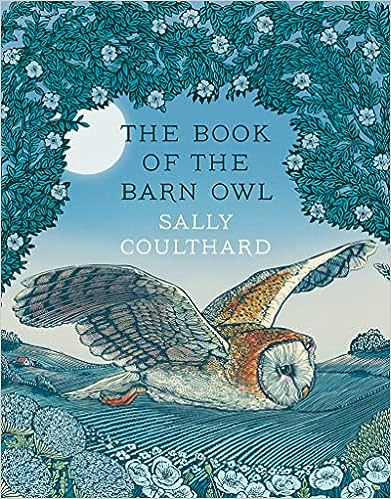 THE BOOK
OF THE
BARN OWL
SALLY
COULTHARD